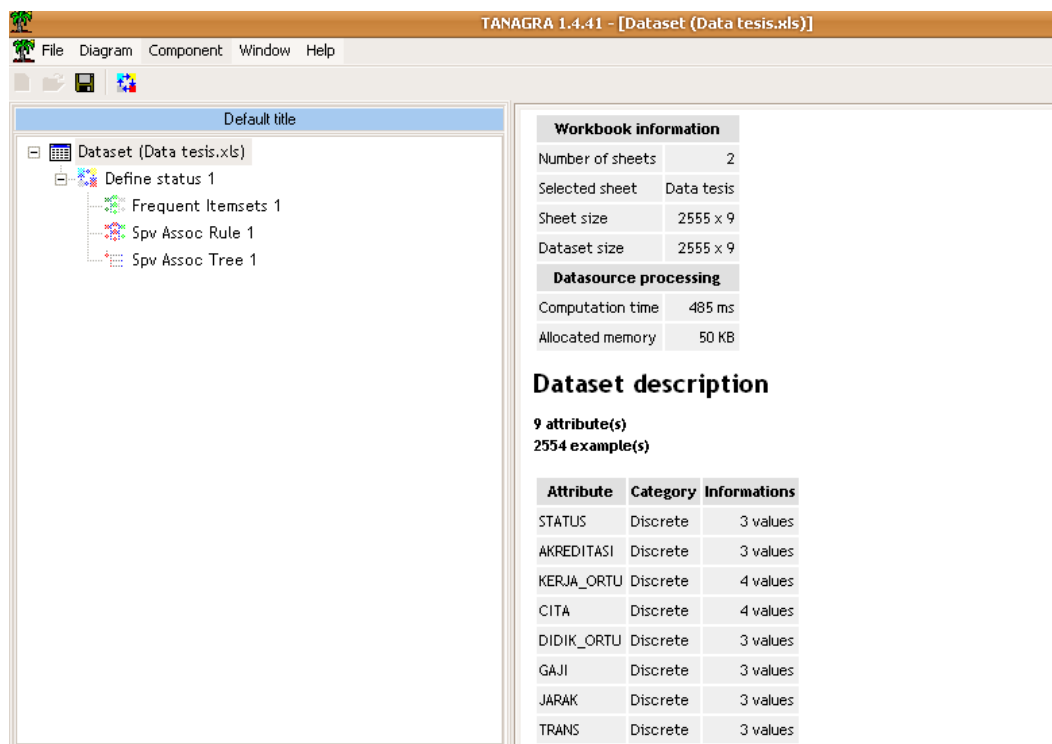 TANAGRA 1.4.41 - [Dataset (Data tesis.xls)]
File Diagram Component Window Help
Default title
Dataset (Data tesis.xls)
Define status 1
Frequent Itemsets 1
Spv Assoc Rule 1
Spv Assoc Tree 1
Workbook information
Number of sheets 2
Selected sheet Data tesis
Sheet size 2555 x 9
Dataset size 2555 x 9
Datasource processing
Computation time 485 ms
Allocated memory 50 KB
Dataset description
9 attribute(s)
2554 example(s)
Attribute Category Informations
STATUS Discrete 3 values
AKREDITASI Discrete 3 values
KERJA_ORTU Discrete 4 values
CITA Discrete 4 values
DIDIK_ORTU Discrete 3 values
GAJI Discrete 3 values
JARAK Discrete 3 values
TRANS Discrete 3 values